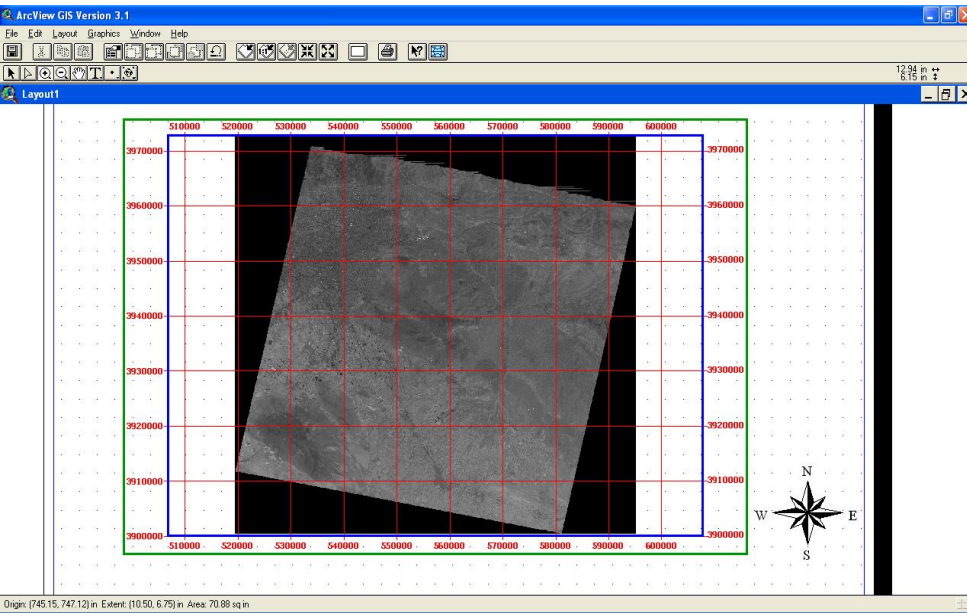 ArcView GIS Version 3.1
File Edit Layout Graphics Window Help
12.94 in
6.15 in
Layout1
510000 520000 530000 540000 550000 560000 570000 580000 590000 600000
3970000 3970000
3960000 3960000
3950000 3950000
3940000 3940000
3930000 3930000
3920000 3920000
3910000 3910000
3900000 3900000
510000 520000 530000 540000 550000 560000 570000 580000 590000 600000
N
W E
S
Origin: (745.15, 747.12) in Extent: (10.50, 6.75) in Area: 70.88 sq in